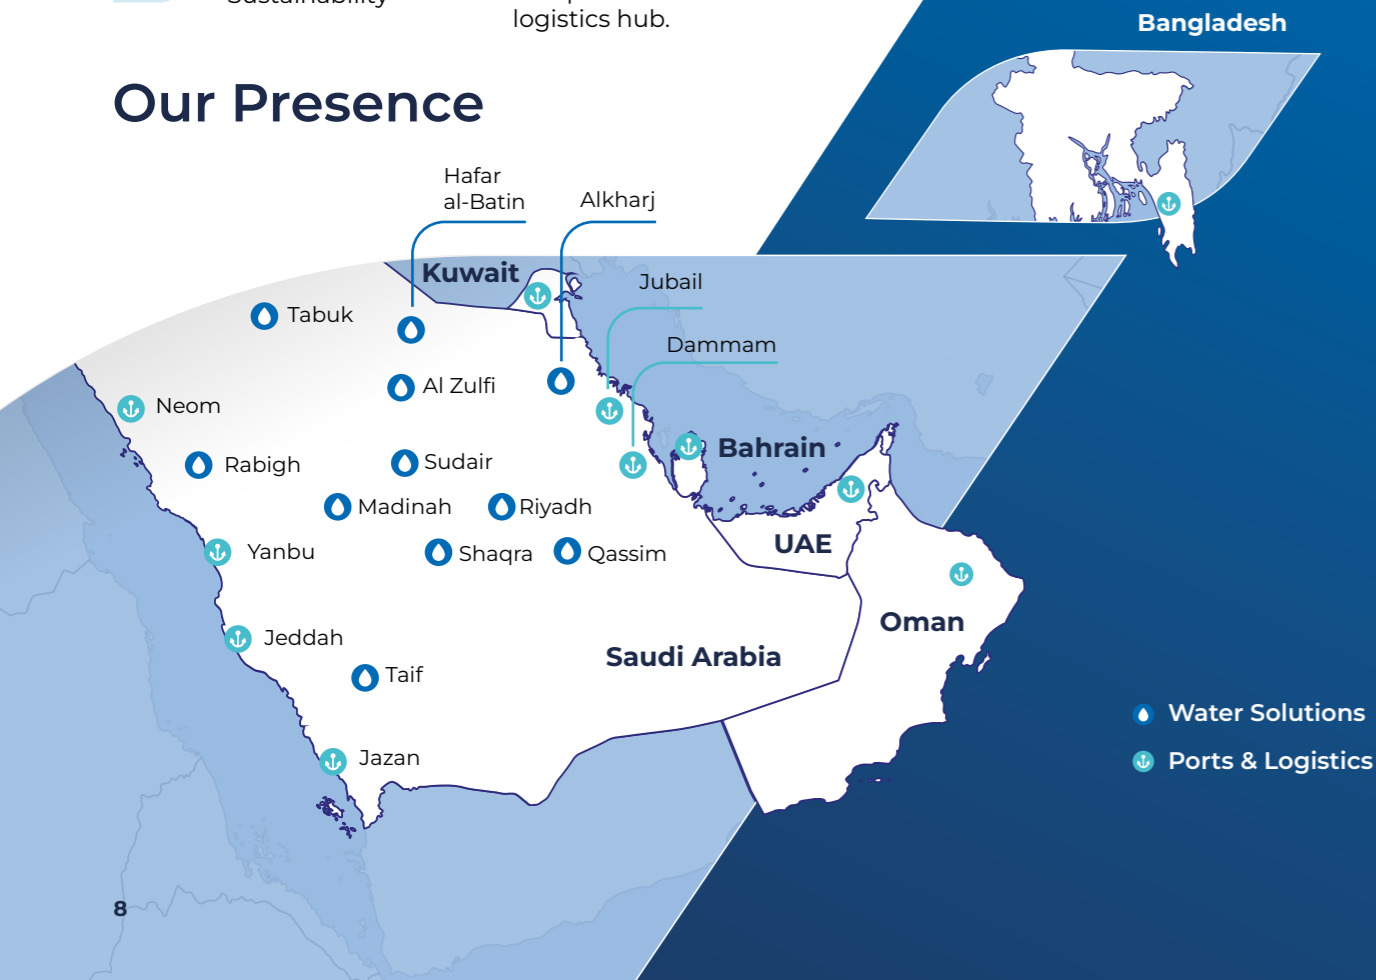 Sustainability
logistics hub.
Bangladesh
Our Presence
Hafar
al-Batin
Alkharj
Kuwait
Jubail
Tabuk
Dammam
Al Zulfi
Neom
Bahrain
Rabigh
Sudair
Madinah
Riyadh
UAE
Yanbu
Shaqra
Qassim
Oman
Jeddah
Saudi Arabia
Taif
Water Solutions
Jazan
Ports & Logistics
8